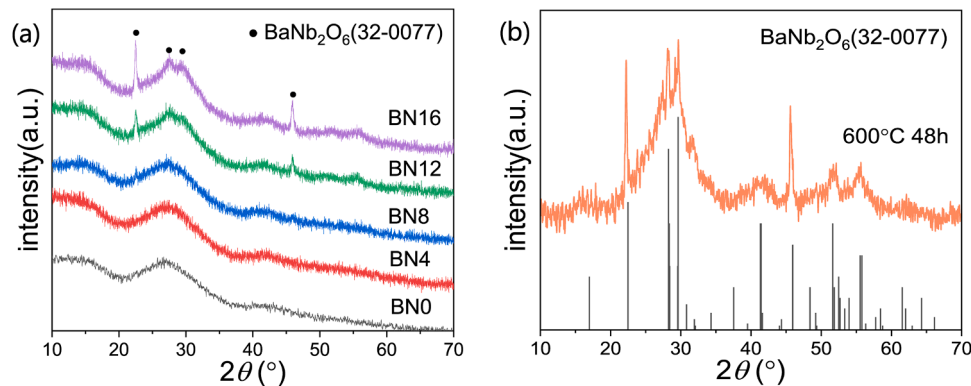 (a)
● BaNb₂O₆(32-0077)
BN16
BN12
BN8
BN4
BN0
intensity(a.u.)
10 20 30 40 50 60 70
2θ (°)
(b)
BaNb₂O₆(32-0077)
600°C 48h
intensity(a.u.)
10 20 30 40 50 60 70
2θ (°)